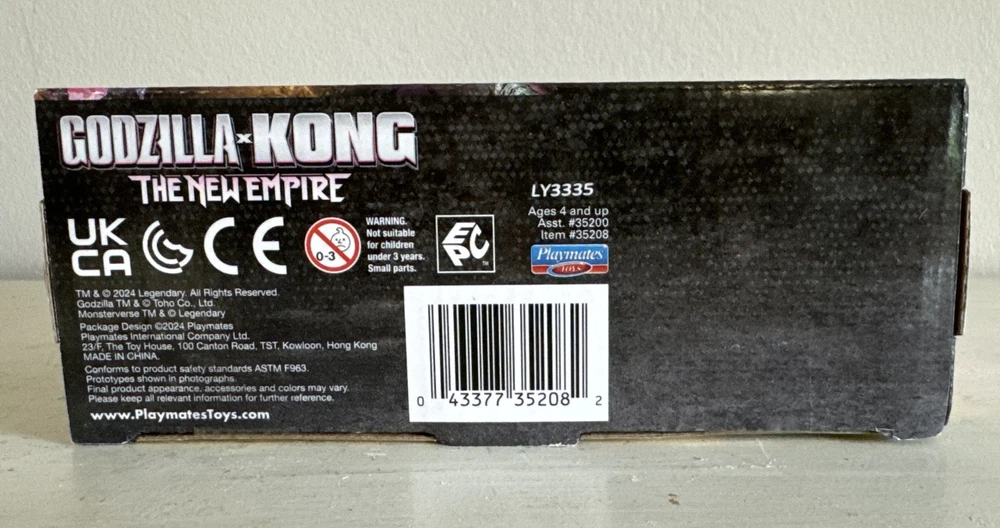 GODZILLA x KONG
THE NEW EMPIRE
UK
CA
CE
0-3
WARNING.
Not suitable
for children
under 3 years.
Small parts.
EPC
TM
LY3335
Ages 4 and up
Asst. #35200
Item #35208
Playmates
TOYS
TM & © 2024 Legendary. All Rights Reserved.
Godzilla TM & © Toho Co., Ltd.
Monsterverse TM & © Legendary
Package Design ©2024 Playmates
Playmates International Company Ltd.
23/F, The Toy House, 100 Canton Road, TST, Kowloon, Hong Kong
MADE IN CHINA.
Conforms to product safety standards ASTM F963.
Prototypes shown in photographs.
Final product appearance, accessories and colors may vary.
Please keep all relevant information for further reference.
www.PlaymatesToys.com
0 43377 35208 2